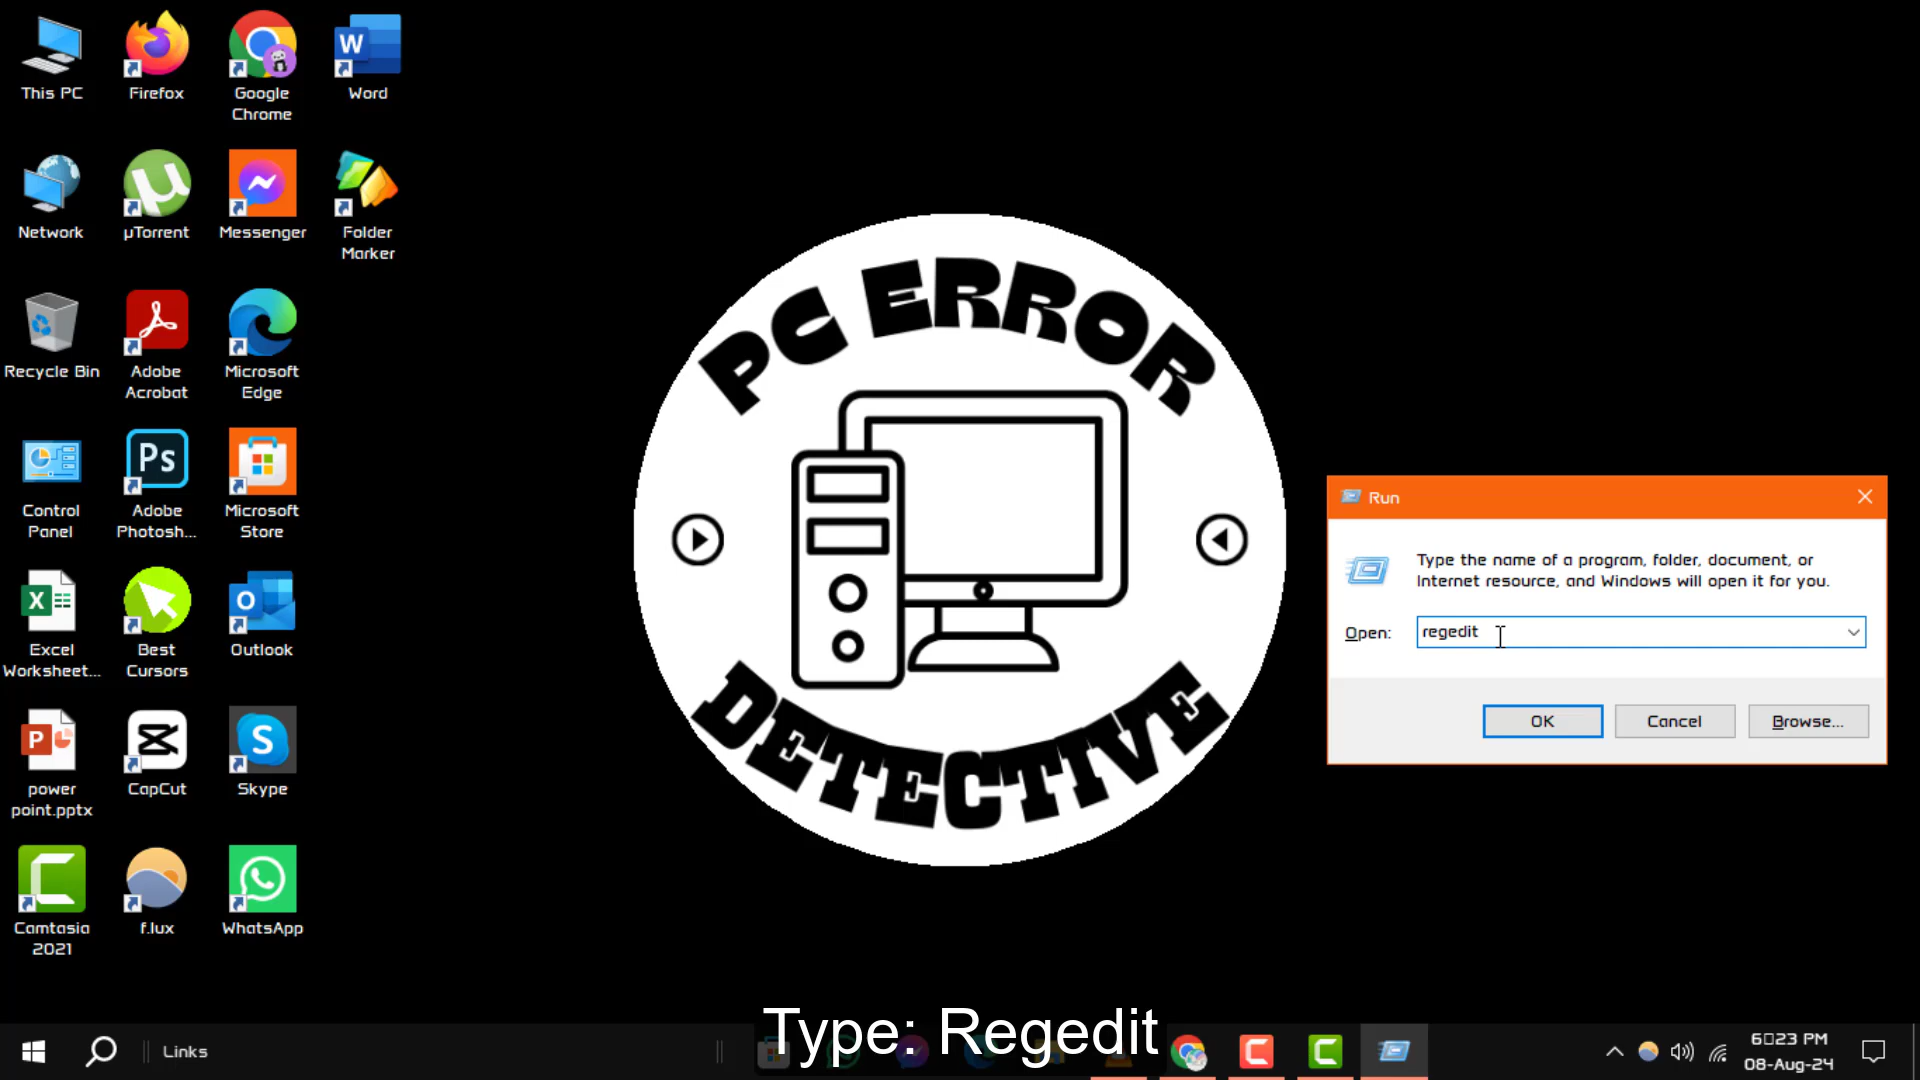 This PC
Firefox
Google
Chrome
W
Word
Network
µTorrent
Messenger
Folder
Marker
Recycle Bin
Adobe
Acrobat
Microsoft
Edge
Control
Panel
Ps
Adobe
Photosh...
Microsoft
Store
X
Excel
Worksheet...
Best
Cursors
O
Outlook
P
power
point.pptx
CapCut
S
Skype
Camtasia
2021
f.lux
WhatsApp
PC ERROR
DETECTIVE
Run
Type the name of a program, folder, document, or
Internet resource, and Windows will open it for you.
Open:
regedit
OK
Cancel
Browse...
Type: Regedit
Links
6□23 PM
08-Aug-24